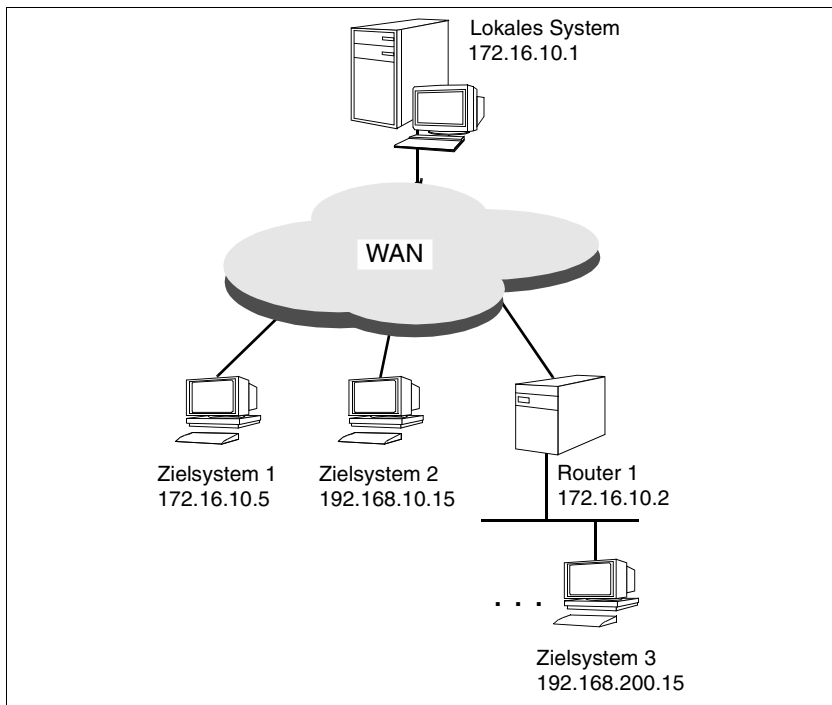 Lokales System
172.16.10.1
WAN
Zielsystem 1
172.16.10.5
Zielsystem 2
192.168.10.15
Router 1
172.16.10.2
. . .
Zielsystem 3
192.168.200.15